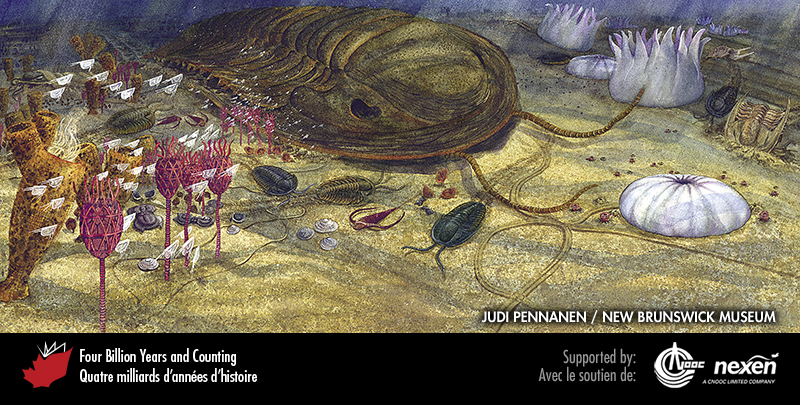 JUDI PENNANEN / NEW BRUNSWICK MUSEUM
Four Billion Years and Counting
Quatre milliards d'années d'histoire
Supported by:
Avec le soutien de:
CNOOC
nexen
A CNOOC LIMITED COMPANY